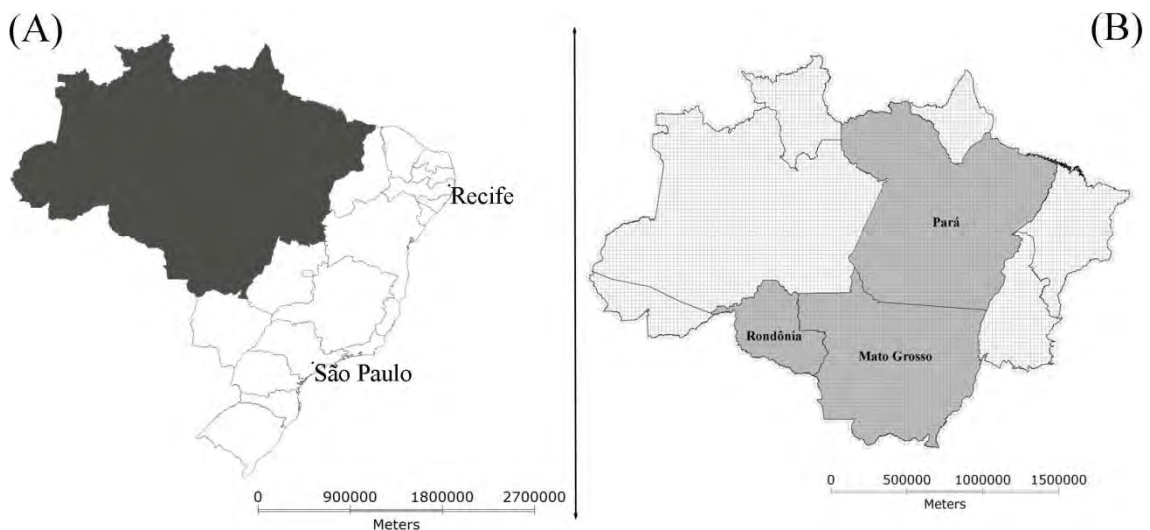 (A)
Recife
São Paulo
0 900000 1800000 2700000
Meters
(B)
Pará
Rondônia
Mato Grosso
0 500000 1000000 1500000
Meters